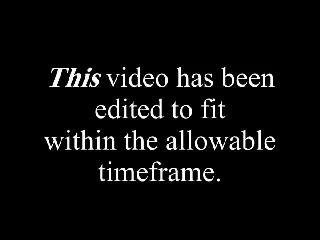 This video has been
edited to fit
within the allowable
timeframe.